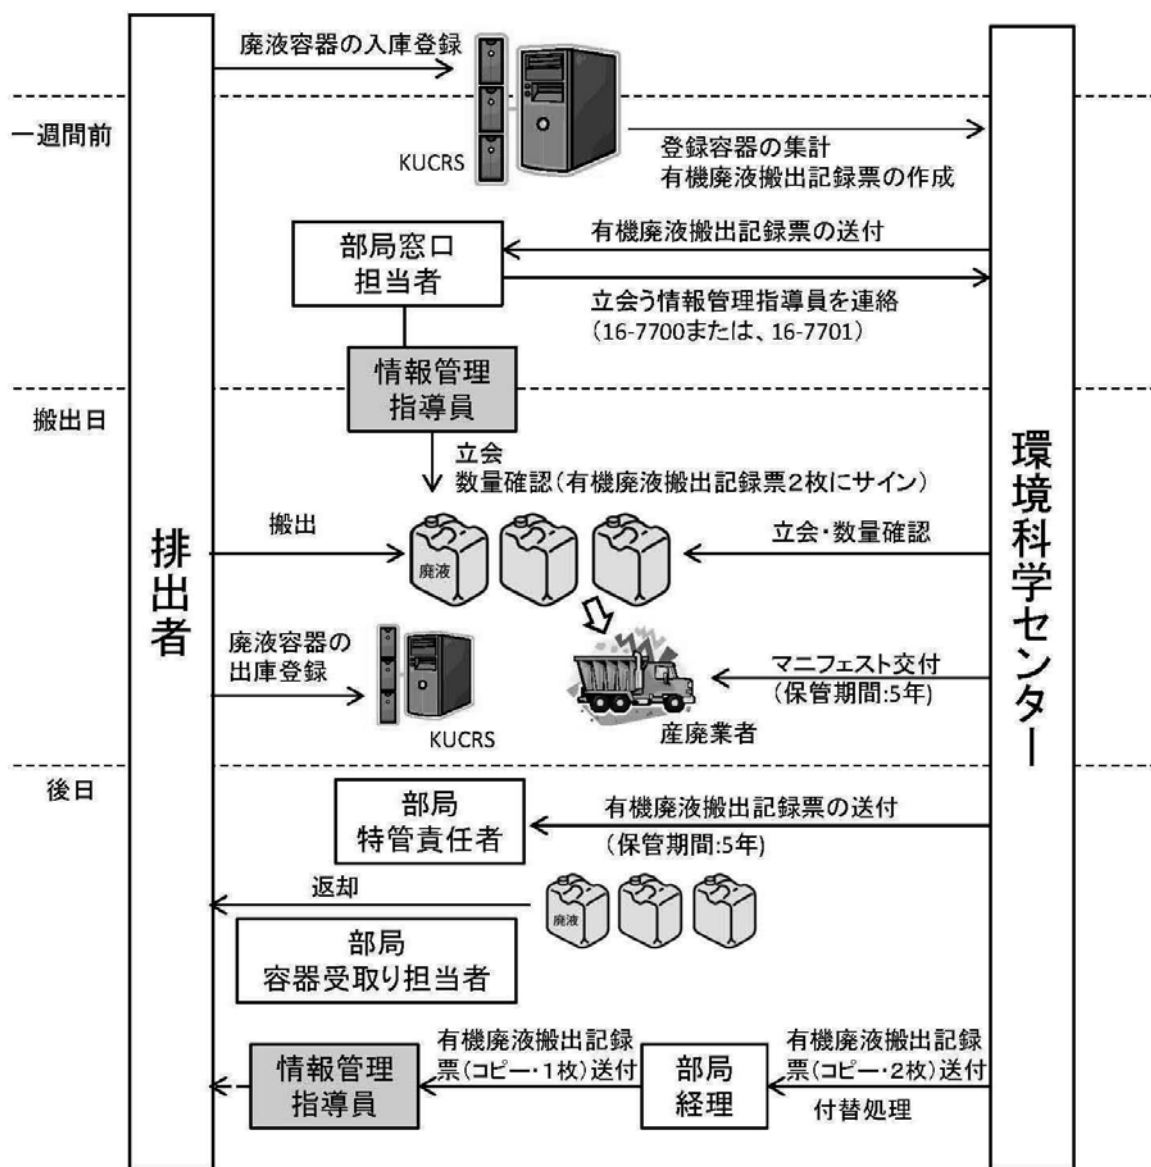 廃液容器の入庫登録
一週間前
KUCRS
登録容器の集計
有機廃液搬出記録票の作成
部局窓口
担当者
有機廃液搬出記録票の送付
立会う情報管理指導員を連絡
(16-7700または、16-7701)
情報管理
指導員
搬出日
立会
数量確認(有機廃液搬出記録票2枚にサイン)
排出者
環境科学センター
搬出
廃液
立会・数量確認
廃液容器の
出庫登録
KUCRS
マニフェスト交付
(保管期間:5年)
産廃業者
後日
部局
特管責任者
有機廃液搬出記録票の送付
(保管期間:5年)
返却
廃液
部局
容器受取り担当者
有機廃液搬出記録
票(コピー・1枚)送付
有機廃液搬出記録
票(コピー・2枚)送付
情報管理
指導員
部局
経理
付替処理